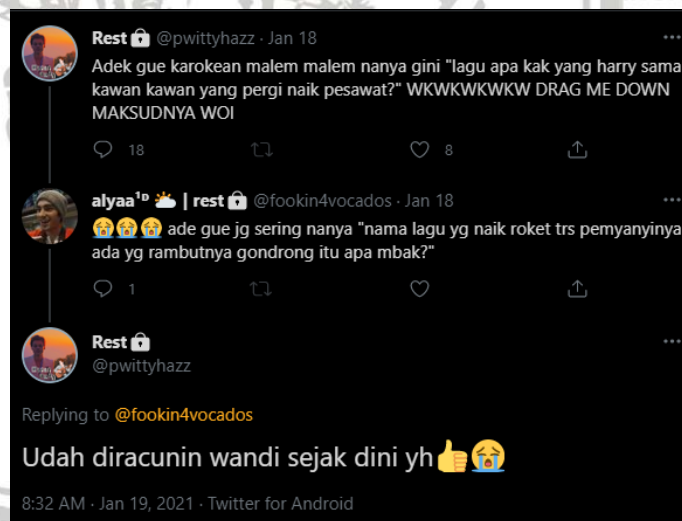 Rest🔒 @pwittyhazz · Jan 18
Adek gue karokean malem malem nanya gini "lagu apa kak yang harry sama
kawan kawan yang pergi naik pesawat?" WKWKWKWKW DRAG ME DOWN
MAKSUDNYA WOI
18 8
alyaa¹ᴰ ⛅ | rest🔒 @fookin4vocados · Jan 18
😭😭😭 ade gue jg sering nanya "nama lagu yg naik roket trs pemyanyinya
ada yg rambutnya gondrong itu apa mbak?"
1
Rest🔒
@pwittyhazz
Replying to @fookin4vocados
Udah diracunin wandi sejak dini yh👍😭
8:32 AM · Jan 19, 2021 · Twitter for Android